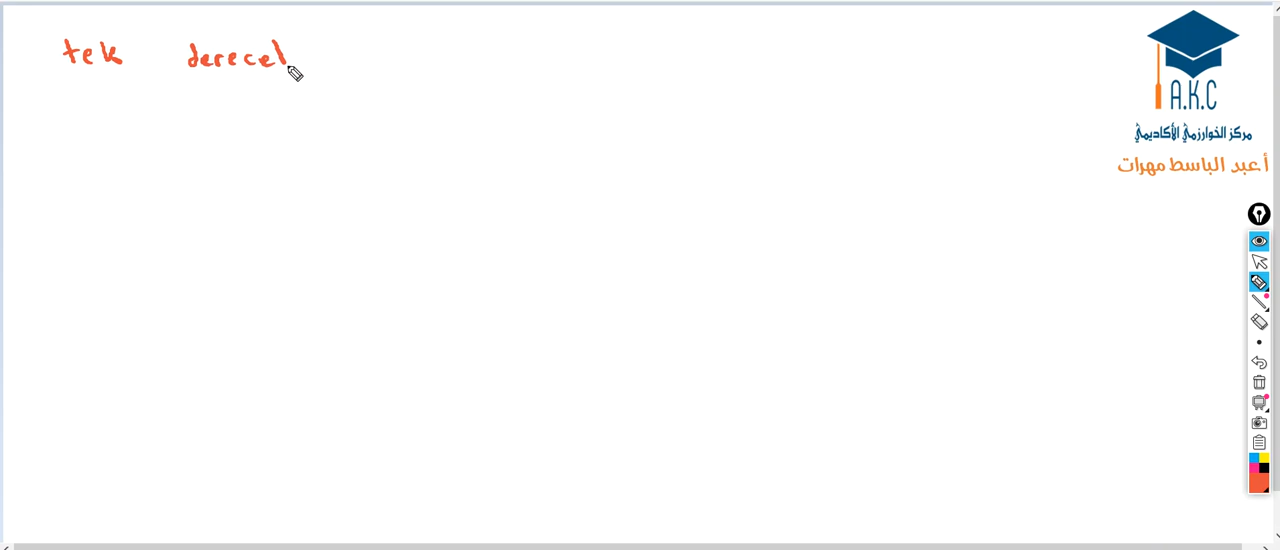 tek derecel
A.K.C
مركز الخوارزمي الأكاديمي
أ عبد الباسط مهرات